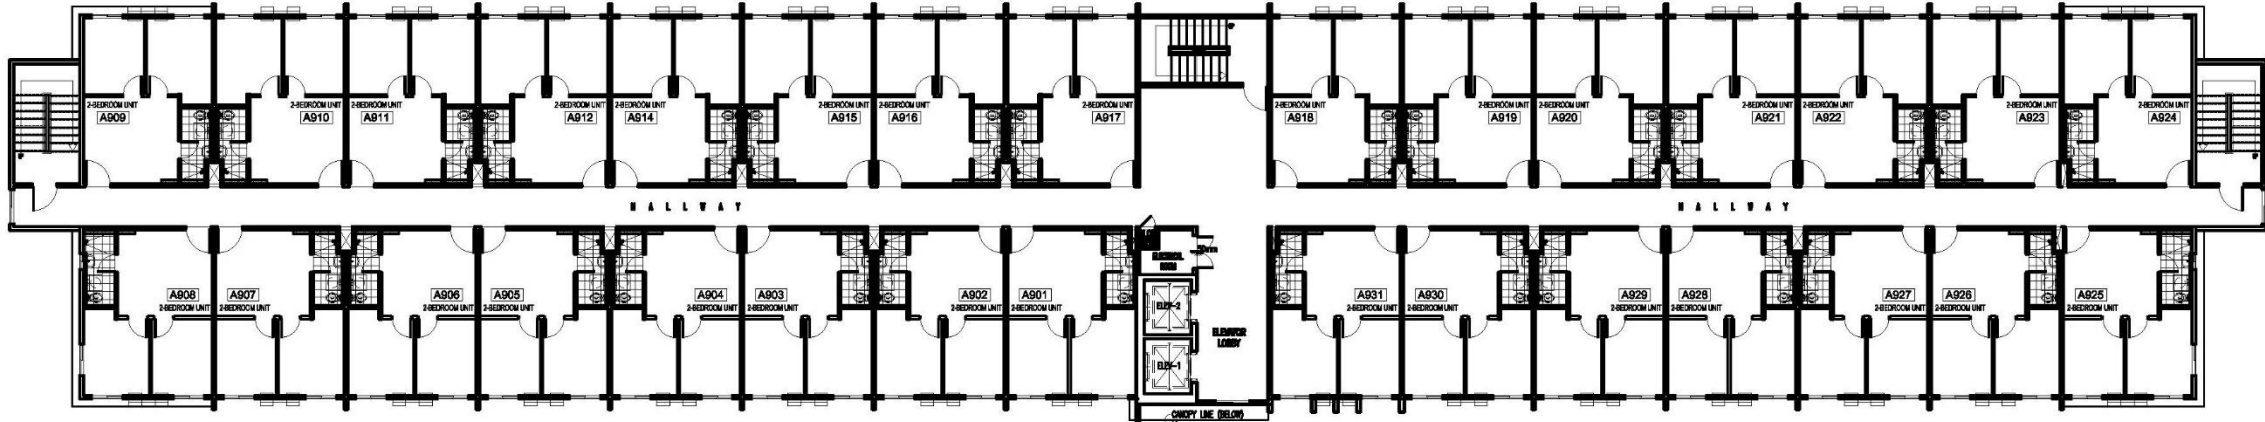 2-BEDROOM UNIT
A909
2-BEDROOM UNIT
A910
2-BEDROOM UNIT
A911
2-BEDROOM UNIT
A912
2-BEDROOM UNIT
A914
2-BEDROOM UNIT
A915
2-BEDROOM UNIT
A916
2-BEDROOM UNIT
A917
2-BEDROOM UNIT
A918
2-BEDROOM UNIT
A919
2-BEDROOM UNIT
A920
2-BEDROOM UNIT
A921
2-BEDROOM UNIT
A922
2-BEDROOM UNIT
A923
2-BEDROOM UNIT
A924
HALLWAY
HALLWAY
A908
2-BEDROOM UNIT
A907
2-BEDROOM UNIT
A906
2-BEDROOM UNIT
A905
2-BEDROOM UNIT
A904
2-BEDROOM UNIT
A903
2-BEDROOM UNIT
A902
2-BEDROOM UNIT
A901
2-BEDROOM UNIT
ELECTRICAL
ROOM
ELEV-2
ELEV-1
ELEVATOR
LOBBY
CANOPY LINE (BELOW)
A931
2-BEDROOM UNIT
A930
2-BEDROOM UNIT
A929
2-BEDROOM UNIT
A928
2-BEDROOM UNIT
A927
2-BEDROOM UNIT
A926
2-BEDROOM UNIT
A925
2-BEDROOM UNIT